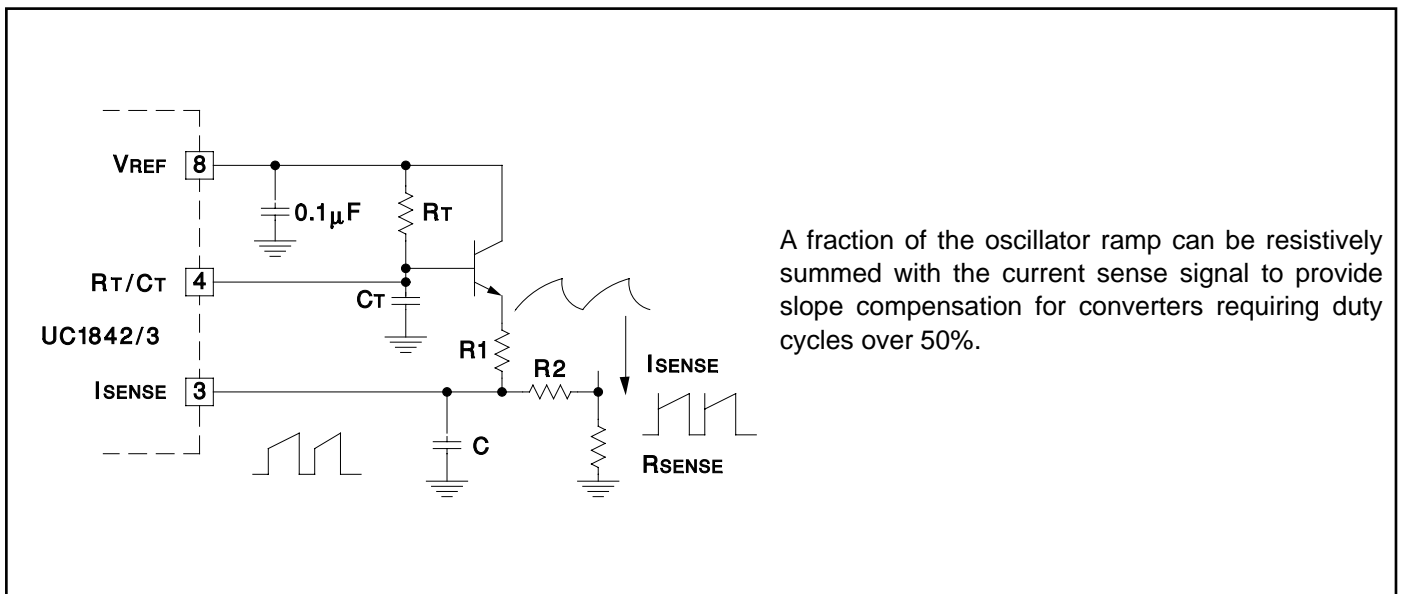 VREF 8
0.1µF
RT
RT/CT 4
CT
UC1842/3
R1
R2
ISENSE
ISENSE 3
C
RSENSE
A fraction of the oscillator ramp can be resistively
summed with the current sense signal to provide
slope compensation for converters requiring duty
cycles over 50%.